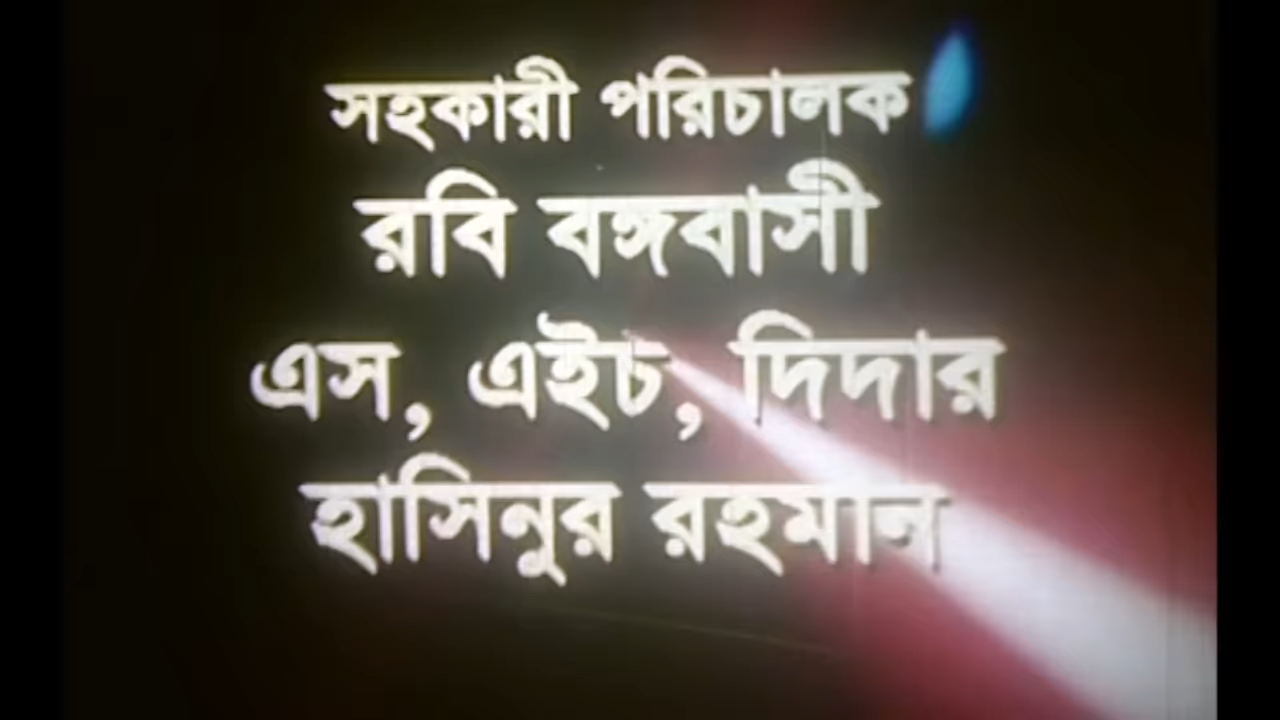 সহকারী পরিচালক
রবি বঙ্গবাসী
এস, এইচ, দিদার
হাসিনুর রহমান